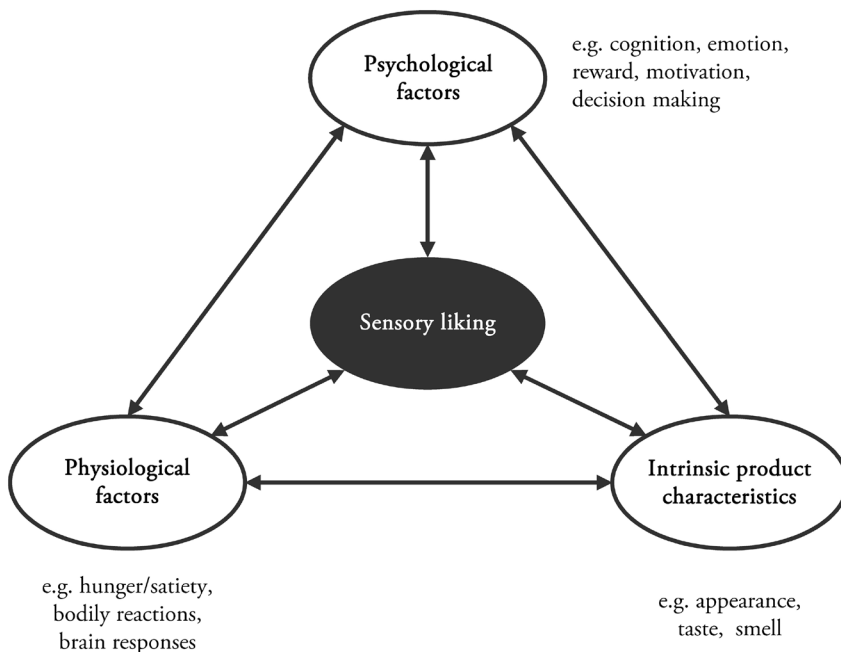 Psychological
factors
e.g. cognition, emotion,
reward, motivation,
decision making
Sensory liking
Physiological
factors
Intrinsic product
characteristics
e.g. hunger/satiety,
bodily reactions,
brain responses
e.g. appearance,
taste, smell